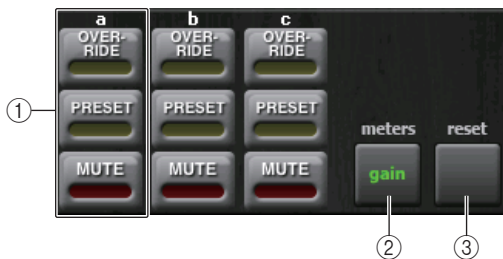 a b c
OVER-
RIDE
OVER-
RIDE
OVER-
RIDE
① PRESET PRESET PRESET
meters reset
MUTE MUTE MUTE
gain
② ③